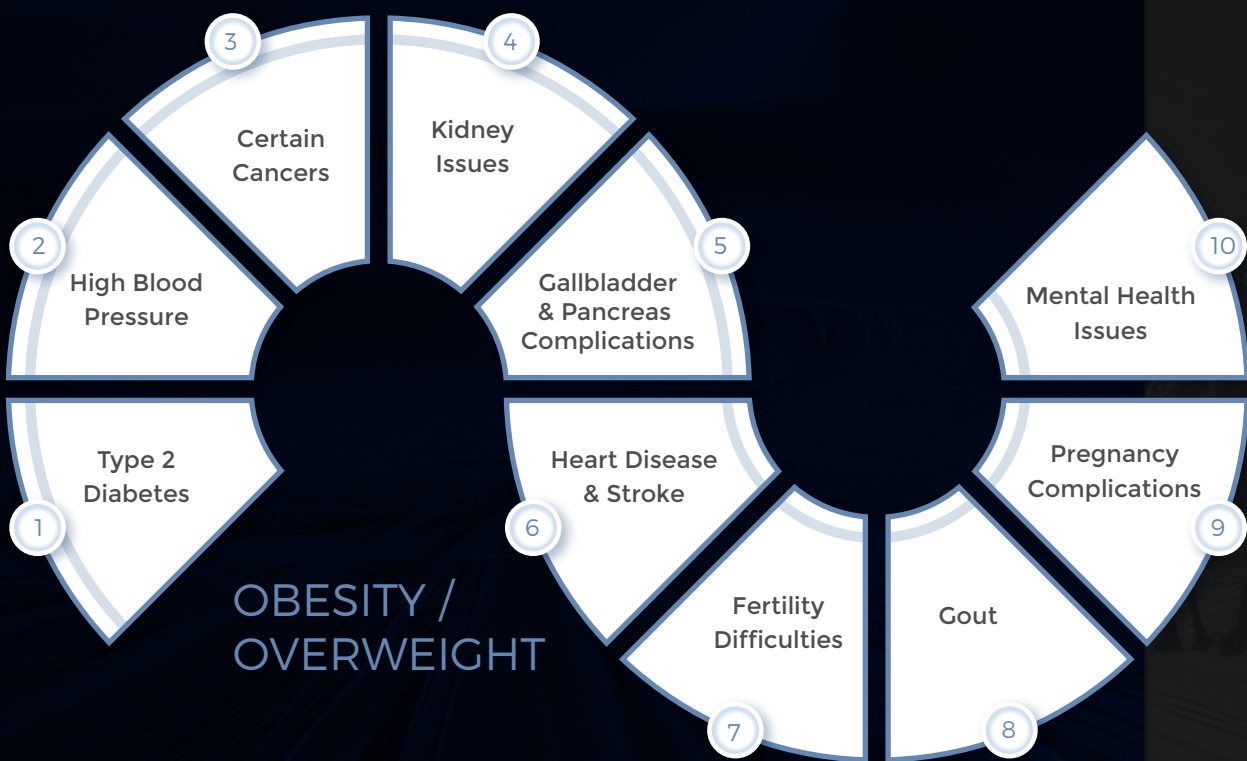 1
Type 2
Diabetes
2
High Blood
Pressure
3
Certain
Cancers
4
Kidney
Issues
5
Gallbladder
& Pancreas
Complications
6
Heart Disease
& Stroke
7
Fertility
Difficulties
8
Gout
9
Pregnancy
Complications
10
Mental Health
Issues
OBESITY /
OVERWEIGHT